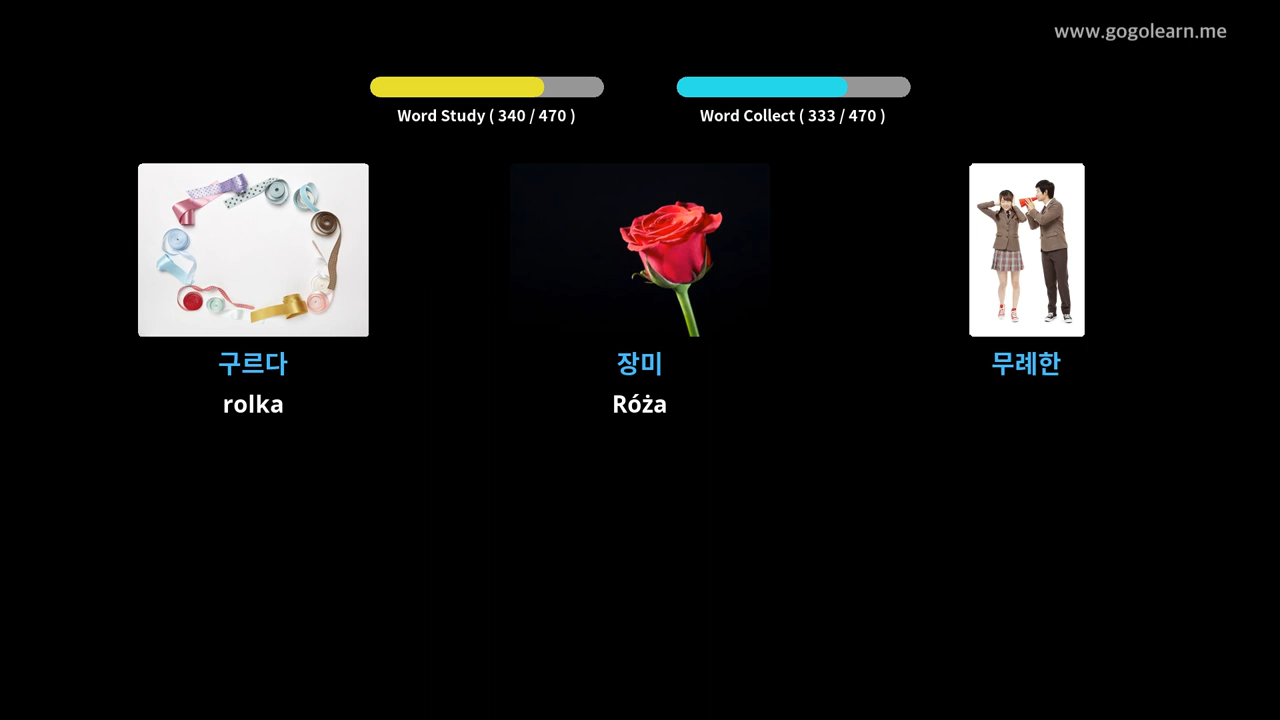 www.gogolearn.me
Word Study ( 340 / 470 )
Word Collect ( 333 / 470 )
구르다
rolka
장미
Róża
무례한